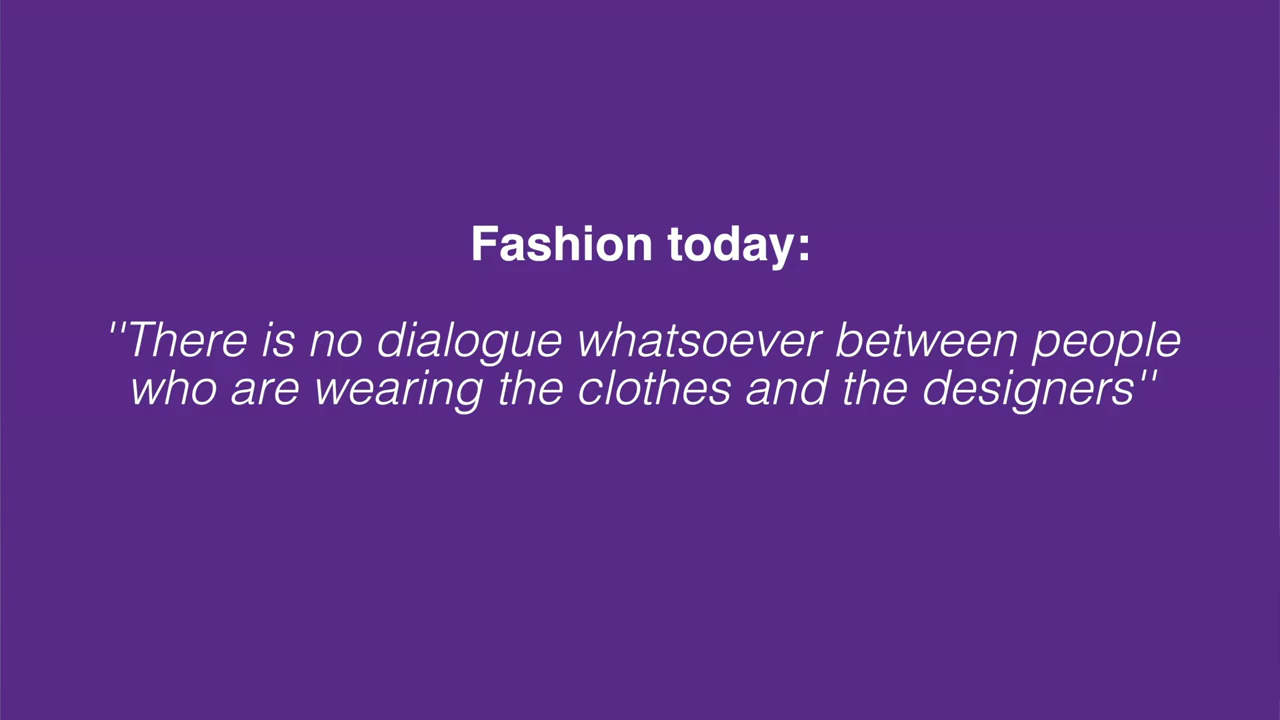 Fashion today:
"There is no dialogue whatsoever between people
who are wearing the clothes and the designers"